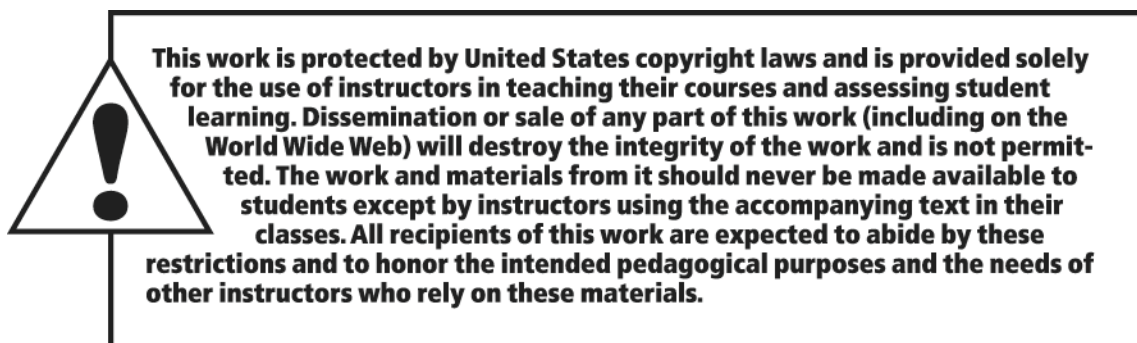 This work is protected by United States copyright laws and is provided solely
for the use of instructors in teaching their courses and assessing student
learning. Dissemination or sale of any part of this work (including on the
World Wide Web) will destroy the integrity of the work and is not permit-
ted. The work and materials from it should never be made available to
students except by instructors using the accompanying text in their
classes. All recipients of this work are expected to abide by these
restrictions and to honor the intended pedagogical purposes and the needs of
other instructors who rely on these materials.